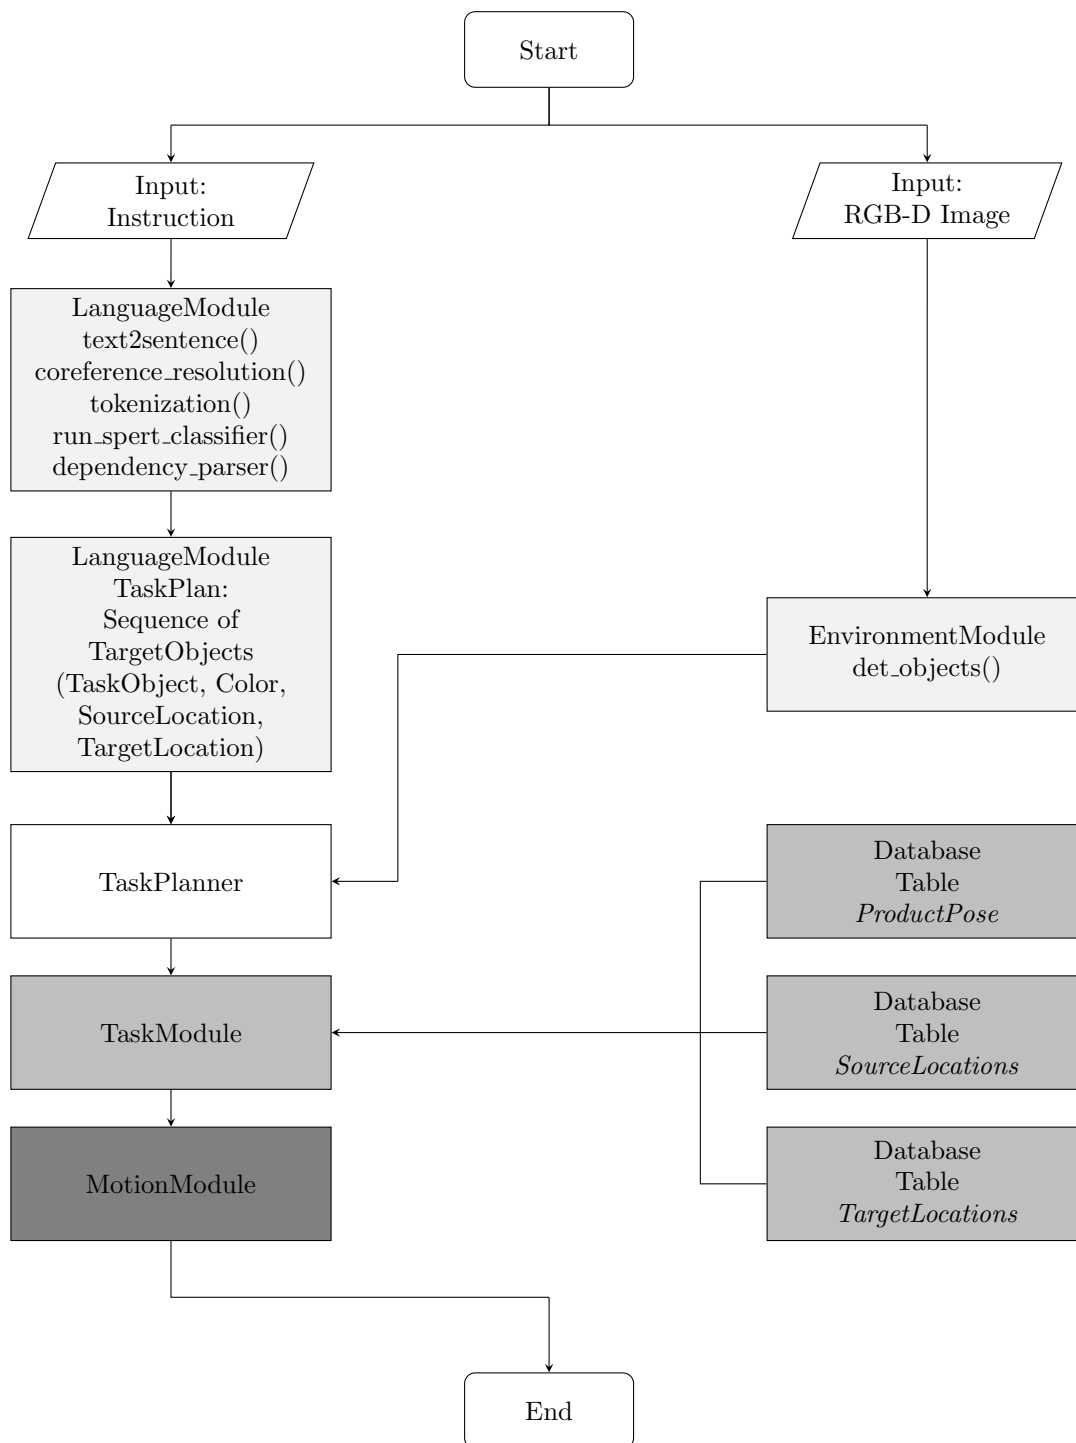 Start
Input:
Instruction
Input:
RGB-D Image
LanguageModule
text2sentence()
coreference_resolution()
tokenization()
run_spert_classifier()
dependency_parser()
LanguageModule
TaskPlan:
Sequence of
TargetObjects
(TaskObject, Color,
SourceLocation,
TargetLocation)
EnvironmentModule
det_objects()
TaskPlanner
Database
Table
ProductPose
TaskModule
Database
Table
SourceLocations
MotionModule
Database
Table
TargetLocations
End